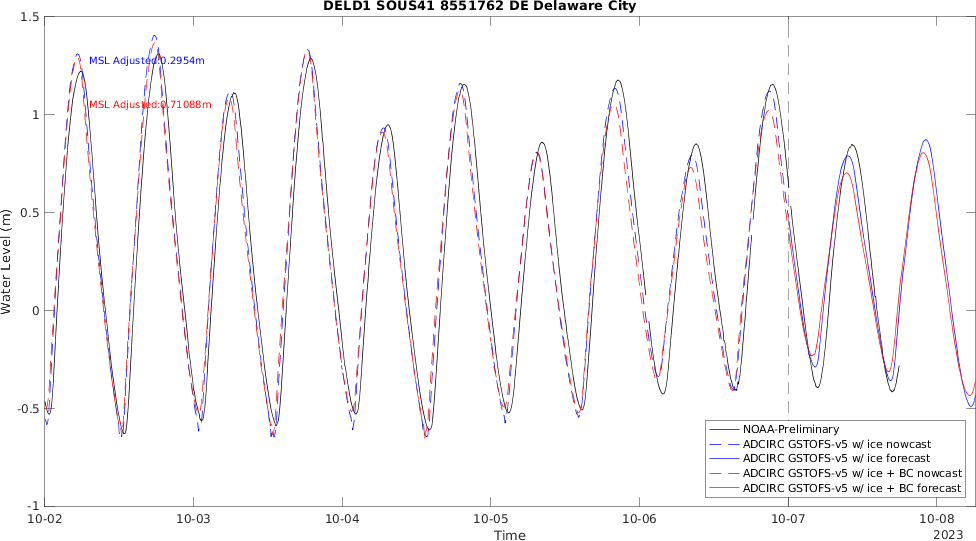 DELD1 SOUS41 8551762 DE Delaware City
1.5
MSL Adjusted:0.2954m
MSL Adjusted:0.71088m
1
0.5
Water Level (m)
0
-0.5
NOAA-Preliminary
ADCIRC GSTOFS-v5 w/ ice nowcast
ADCIRC GSTOFS-v5 w/ ice forecast
ADCIRC GSTOFS-v5 w/ ice + BC nowcast
ADCIRC GSTOFS-v5 w/ ice + BC forecast
-1
10-02 10-03 10-04 10-05 10-06 10-07 10-08
Time
2023